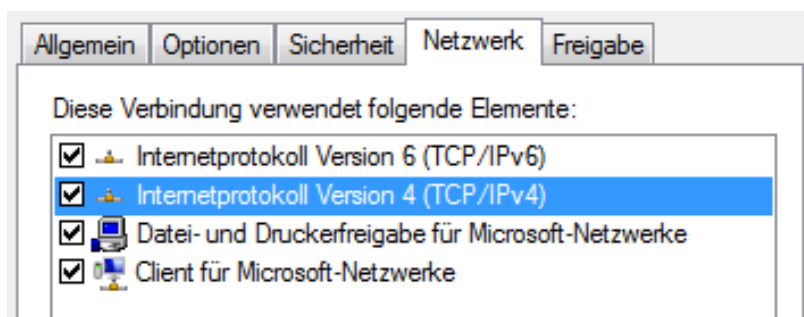 Allgemein Optionen Sicherheit Netzwerk Freigabe
Diese Verbindung verwendet folgende Elemente:
Internetprotokoll Version 6 (TCP/IPv6)
Internetprotokoll Version 4 (TCP/IPv4)
Datei- und Druckerfreigabe für Microsoft-Netzwerke
Client für Microsoft-Netzwerke